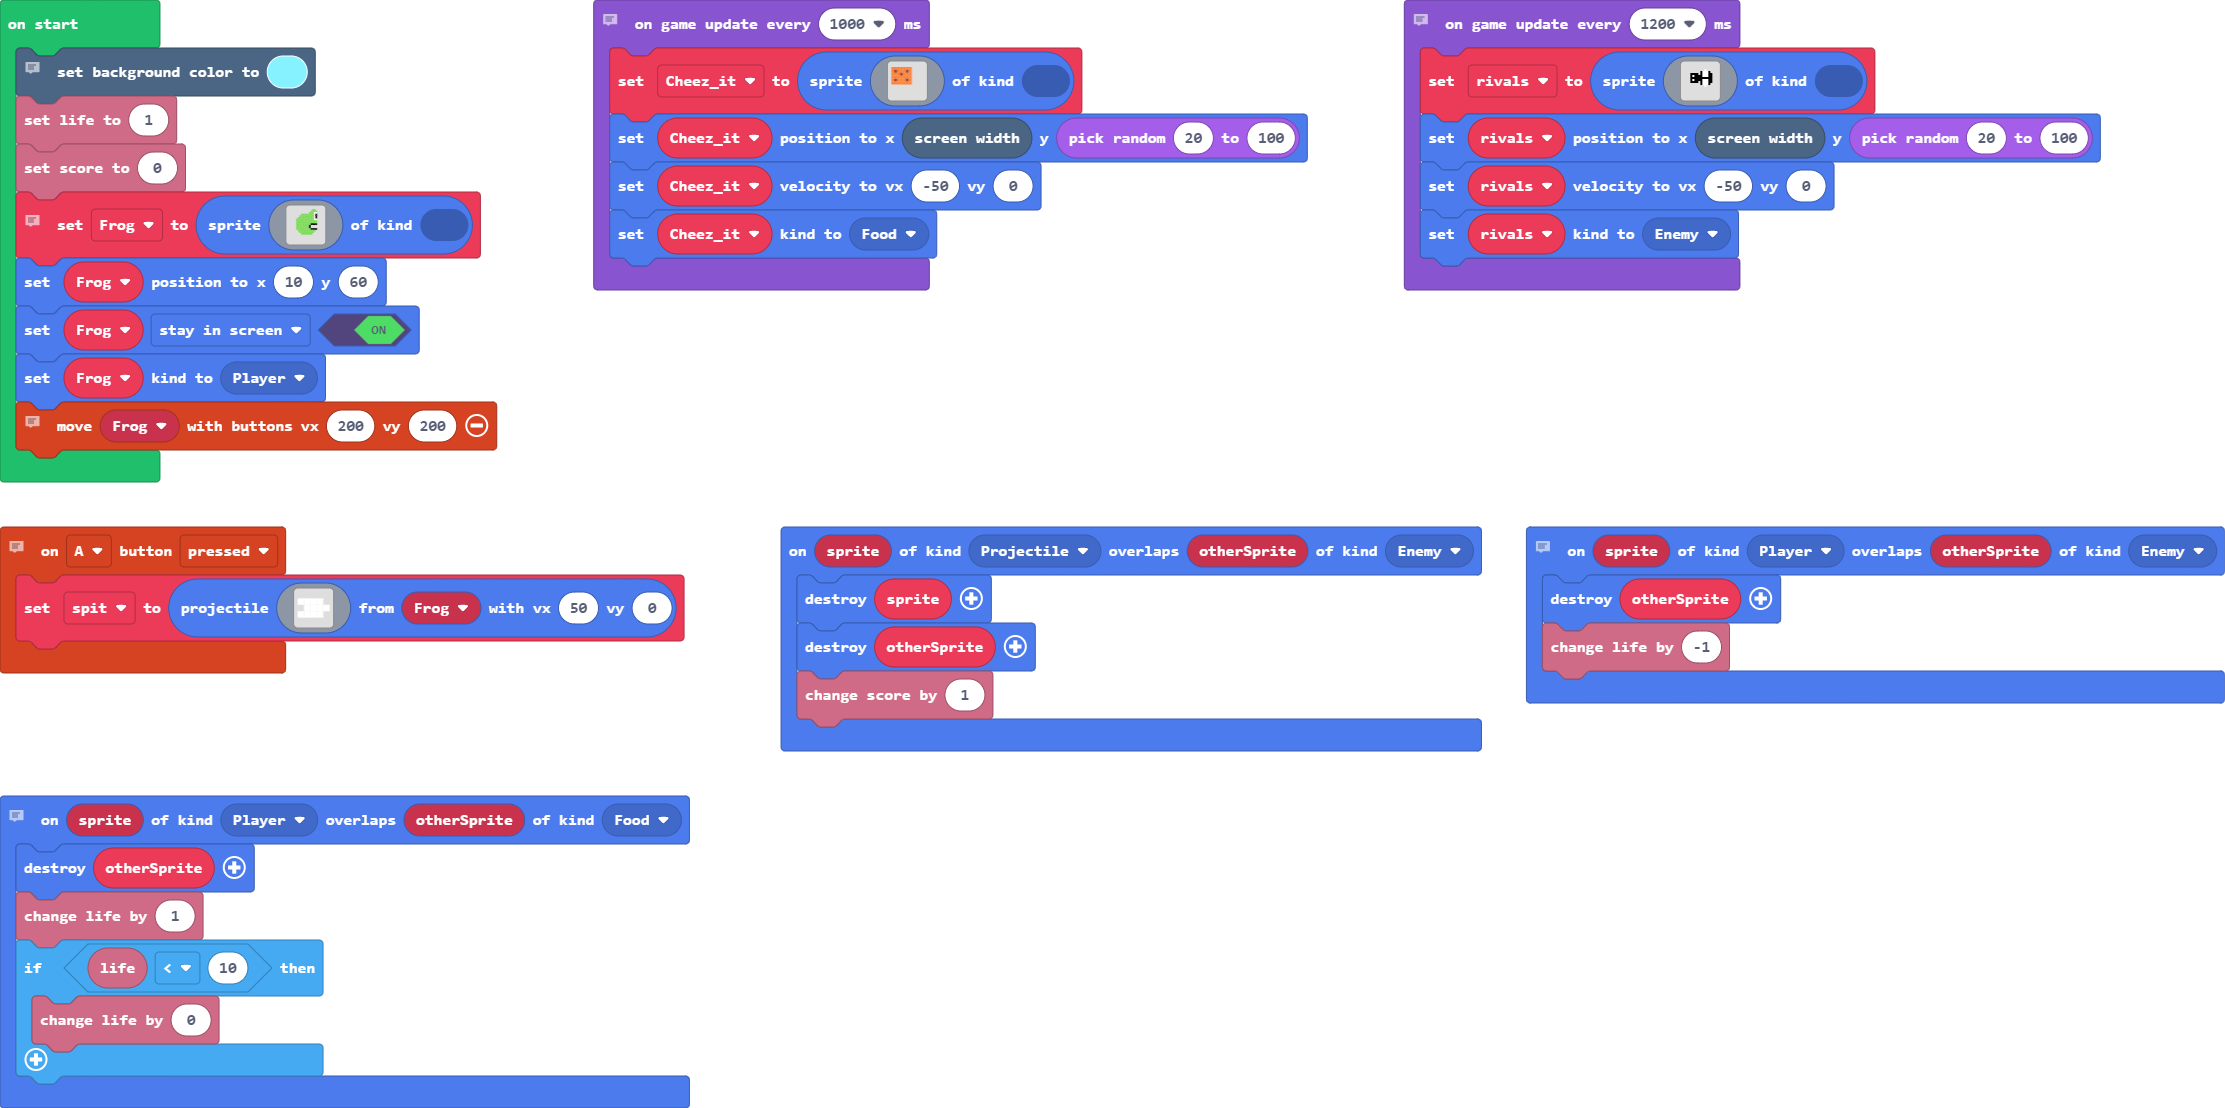 on start
set background color to
set life to 1
set score to 0
set Frog to sprite of kind
set Frog position to x 10 y 60
set Frog stay in screen ON
set Frog kind to Player
move Frog with buttons vx 200 vy 200
on game update every 1000 ms
set Cheez_it to sprite of kind
set Cheez_it position to x screen width y pick random 20 to 100
set Cheez_it velocity to vx -50 vy 0
set Cheez_it kind to Food
on game update every 1200 ms
set rivals to sprite of kind
set rivals position to x screen width y pick random 20 to 100
set rivals velocity to vx -50 vy 0
set rivals kind to Enemy
on A button pressed
set spit to projectile from Frog with vx 50 vy 0
on sprite of kind Projectile overlaps otherSprite of kind Enemy
destroy sprite
destroy otherSprite
change score by 1
on sprite of kind Player overlaps otherSprite of kind Enemy
destroy otherSprite
change life by -1
on sprite of kind Player overlaps otherSprite of kind Food
destroy otherSprite
change life by 1
if life < 10 then
change life by 0